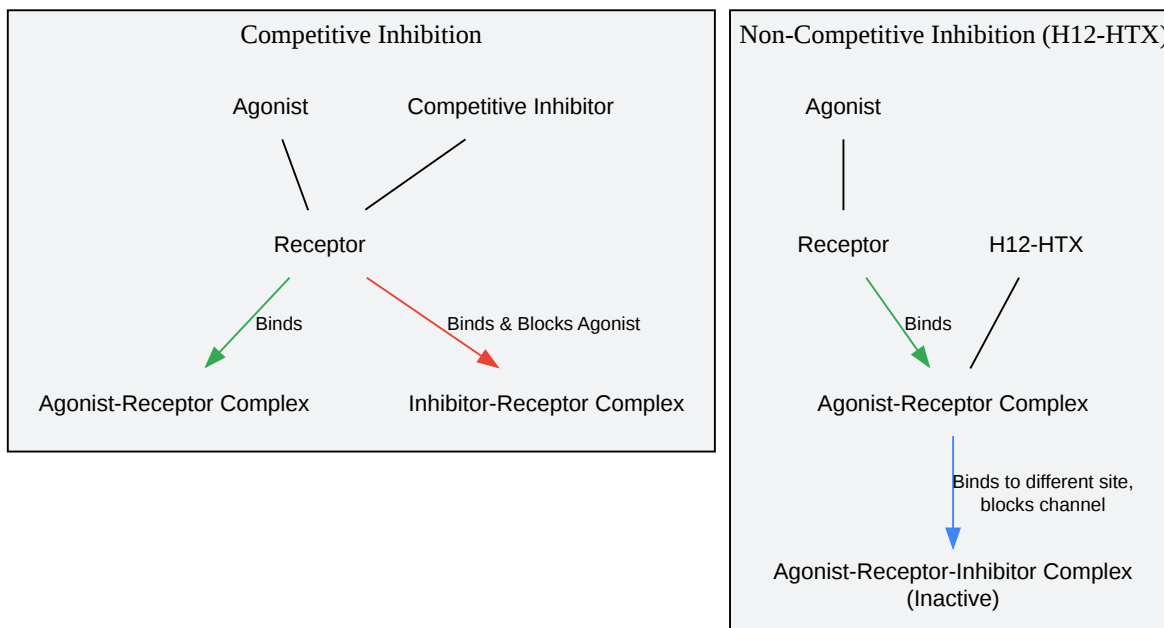 Competitive Inhibition
Agonist
Competitive Inhibitor
Receptor
Binds
Binds & Blocks Agonist
Agonist-Receptor Complex
Inhibitor-Receptor Complex
Non-Competitive Inhibition (H12-HTX)
Agonist
Receptor
H12-HTX
Binds
Agonist-Receptor Complex
Binds to different site,
blocks channel
Agonist-Receptor-Inhibitor Complex
(Inactive)